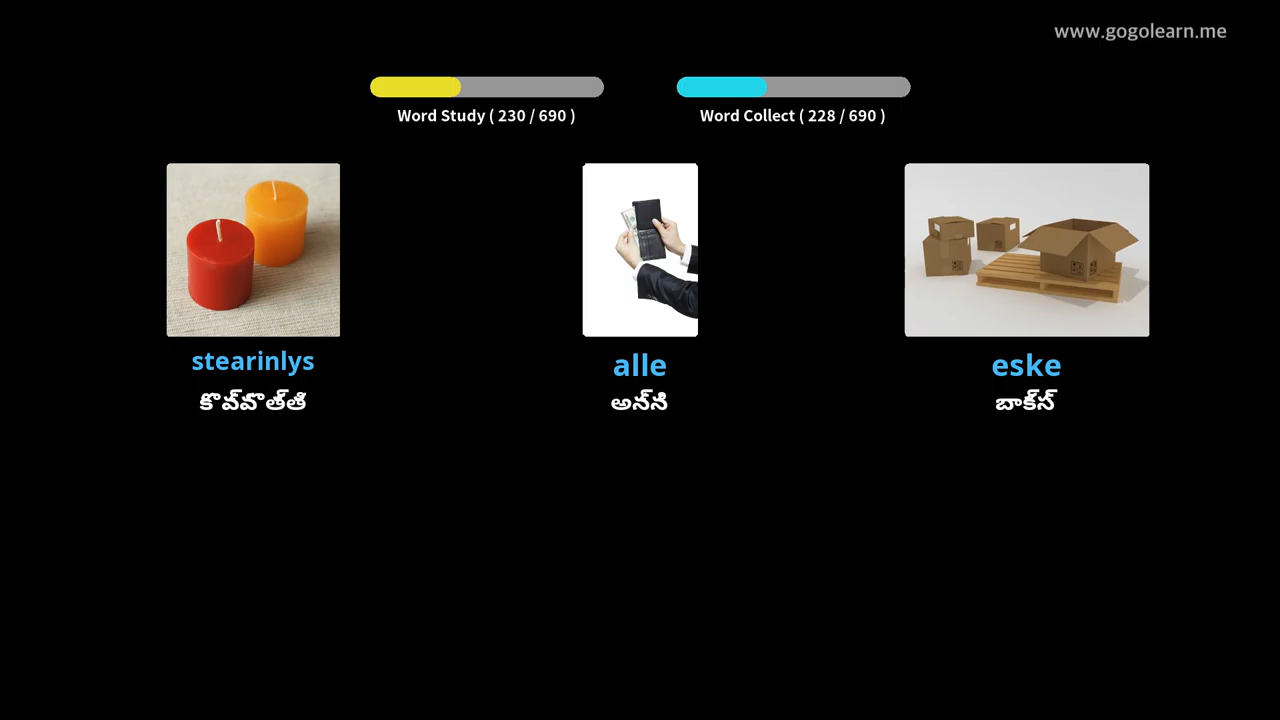 www.gogolearn.me
Word Study ( 230 / 690 )
Word Collect ( 228 / 690 )
stearinlys
alle
eske
కొవ్వొత్తి
అన్ని
బాక్స్